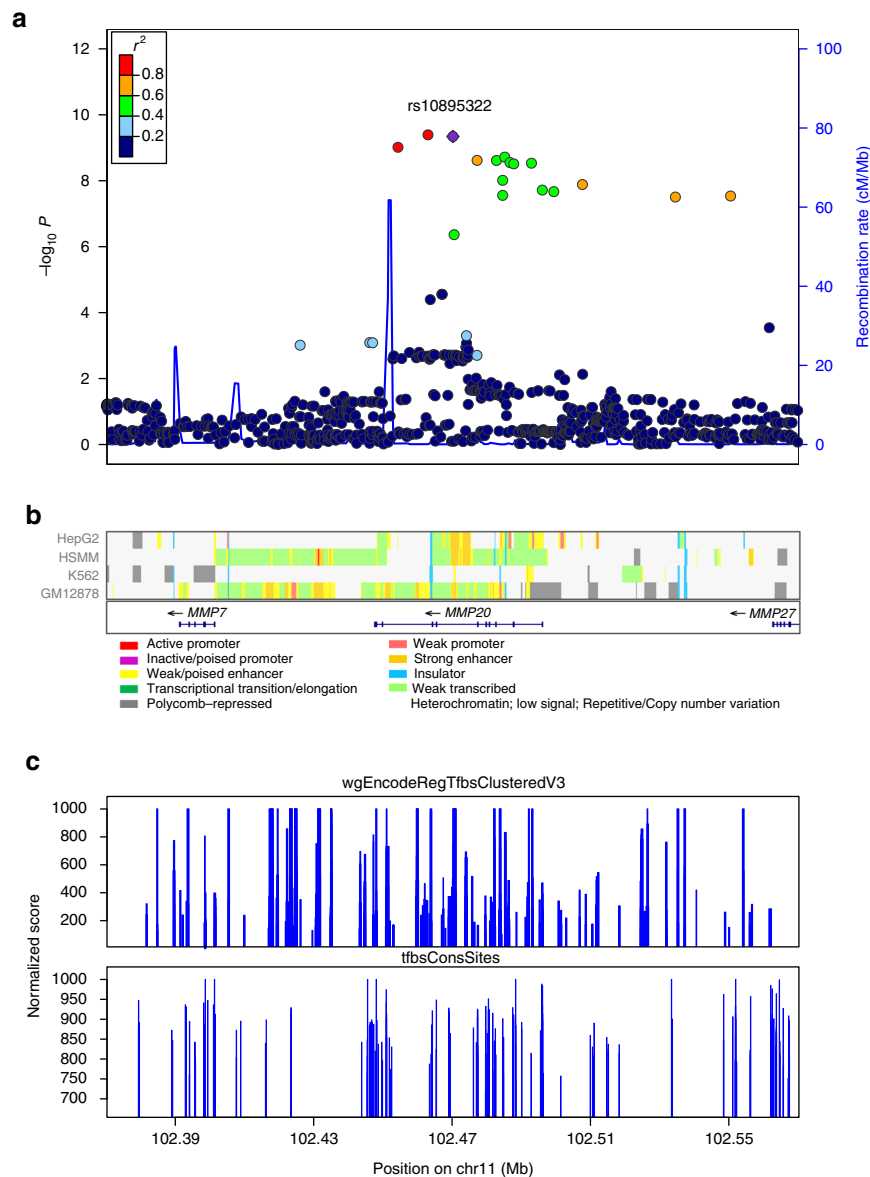 a
r2
0.8
0.6
0.4
0.2
rs10895322
12
10
8
6
4
2
0
–log10 P
100
80
60
40
20
0
Recombination rate (cM/Mb)
b
HepG2
HSMM
K562
GM12878
← MMP7
← MMP20
← MMP27
Active promoter
Inactive/poised promoter
Weak/poised enhancer
Transcriptional transition/elongation
Polycomb–repressed
Weak promoter
Strong enhancer
Insulator
Weak transcribed
Heterochromatin; low signal; Repetitive/Copy number variation
c
wgEncodeRegTfbsClusteredV3
1000
800
600
400
200
Normalized score
tfbsConsSites
1000
950
900
850
800
750
700
102.39 102.43 102.47 102.51 102.55
Position on chr11 (Mb)